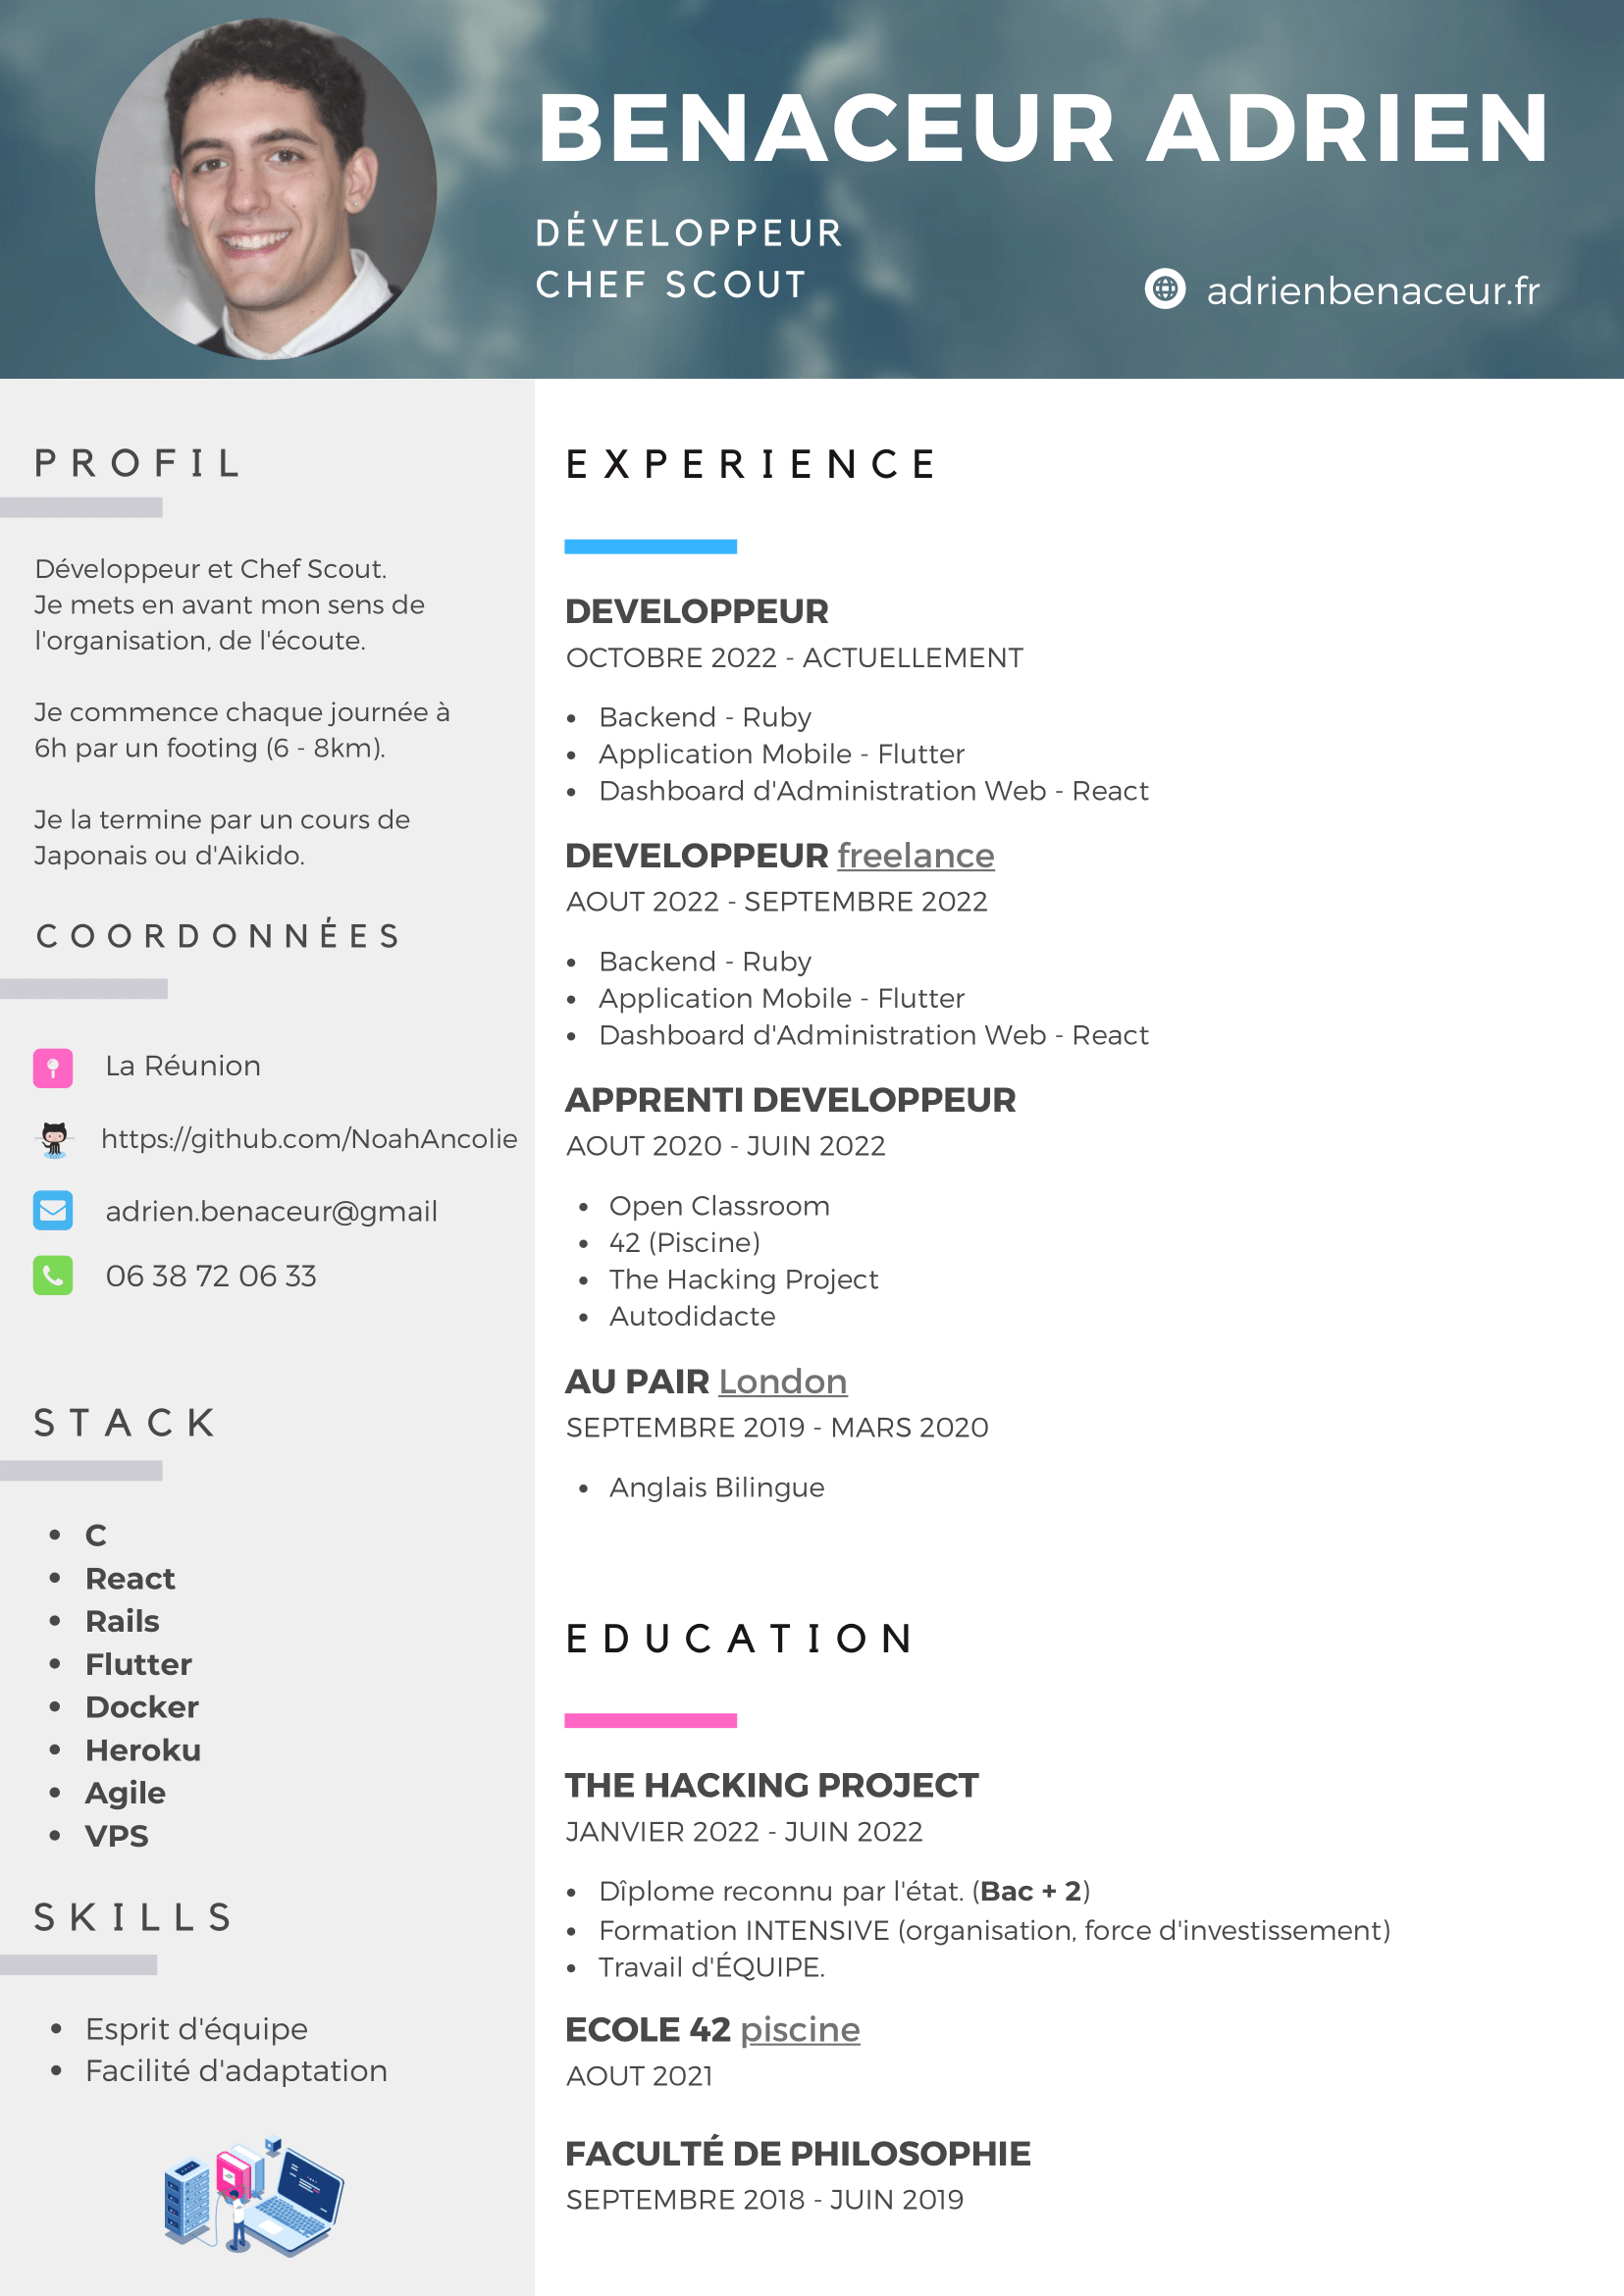 BENACEUR ADRIEN
DÉVELOPPEUR
CHEF SCOUT
adrienbenaceur.fr
PROFIL
Développeur et Chef Scout.
Je mets en avant mon sens de
l'organisation, de l'écoute.
Je commence chaque journée à
6h par un footing (6 - 8km).
Je la termine par un cours de
Japonais ou d'Aikido.
COORDONNÉES
La Réunion
https://github.com/NoahAncolie
adrien.benaceur@gmail
06 38 72 06 33
STACK
• C
• React
• Rails
• Flutter
• Docker
• Heroku
• Agile
• VPS
SKILLS
• Esprit d'équipe
• Facilité d'adaptation
EXPERIENCE
DEVELOPPEUR
OCTOBRE 2022 - ACTUELLEMENT
• Backend - Ruby
• Application Mobile - Flutter
• Dashboard d'Administration Web - React
DEVELOPPEUR freelance
AOUT 2022 - SEPTEMBRE 2022
• Backend - Ruby
• Application Mobile - Flutter
• Dashboard d'Administration Web - React
APPRENTI DEVELOPPEUR
AOUT 2020 - JUIN 2022
• Open Classroom
• 42 (Piscine)
• The Hacking Project
• Autodidacte
AU PAIR London
SEPTEMBRE 2019 - MARS 2020
• Anglais Bilingue
EDUCATION
THE HACKING PROJECT
JANVIER 2022 - JUIN 2022
• Dîplome reconnu par l'état. (Bac + 2)
• Formation INTENSIVE (organisation, force d'investissement)
• Travail d'ÉQUIPE.
ECOLE 42 piscine
AOUT 2021
FACULTÉ DE PHILOSOPHIE
SEPTEMBRE 2018 - JUIN 2019